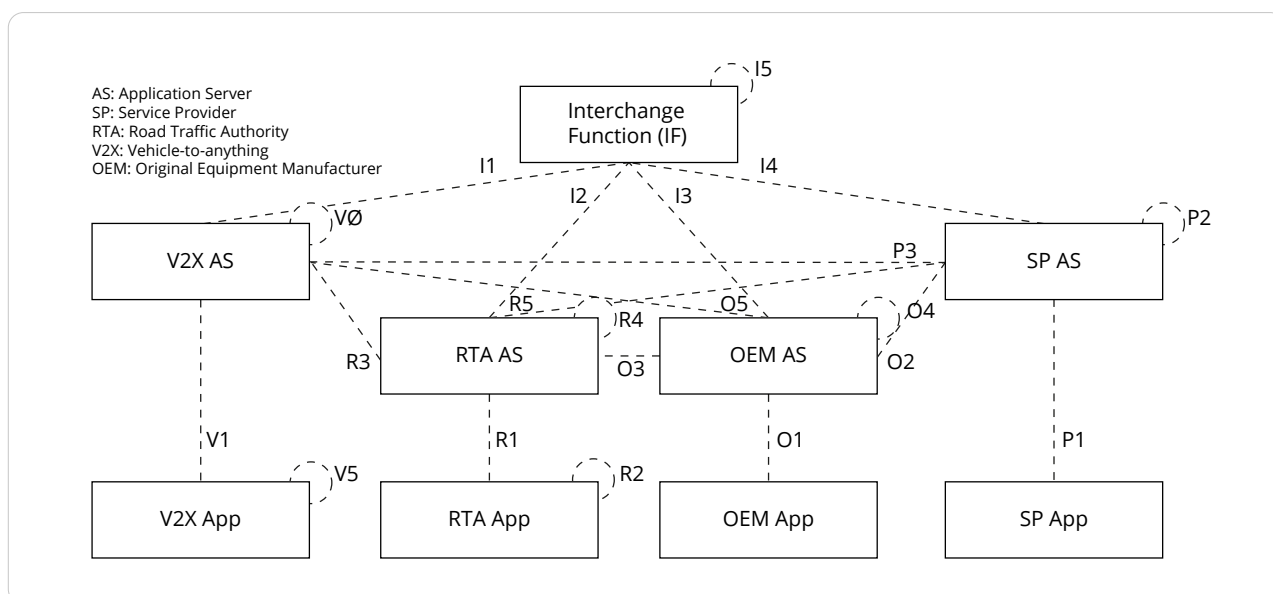 I5
AS: Application Server
SP: Service Provider
RTA: Road Traffic Authority
V2X: Vehicle-to-anything
OEM: Original Equipment Manufacturer
Interchange
Function (IF)
I1
I2
I3
I4
VØ
P2
V2X AS
P3
SP AS
R5
R4
O5
O4
R3
RTA AS
O3
OEM AS
O2
V1
R1
O1
P1
V5
R2
V2X App
RTA App
OEM App
SP App